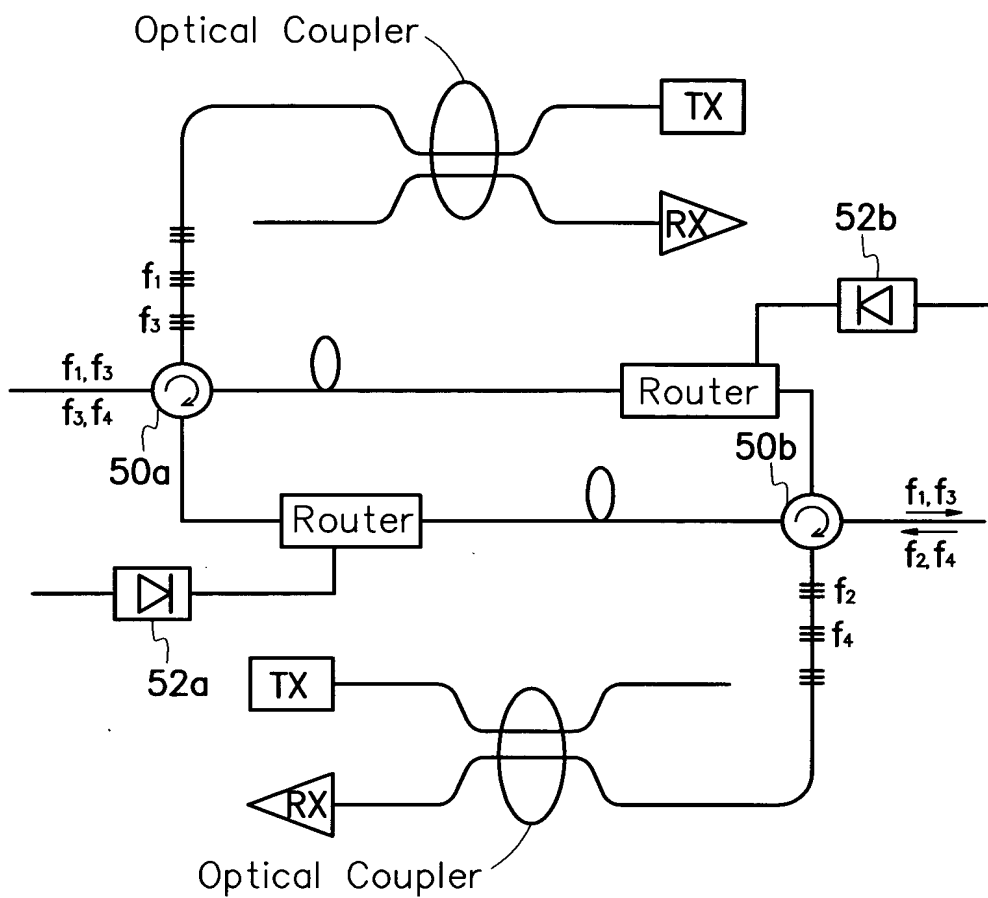 Optical Coupler
TX
RX
52b
f1
f3
f1,f3
f3,f4
Router
50a
50b
f1,f3
Router
f2,f4
f2
f4
52a
TX
RX
Optical Coupler